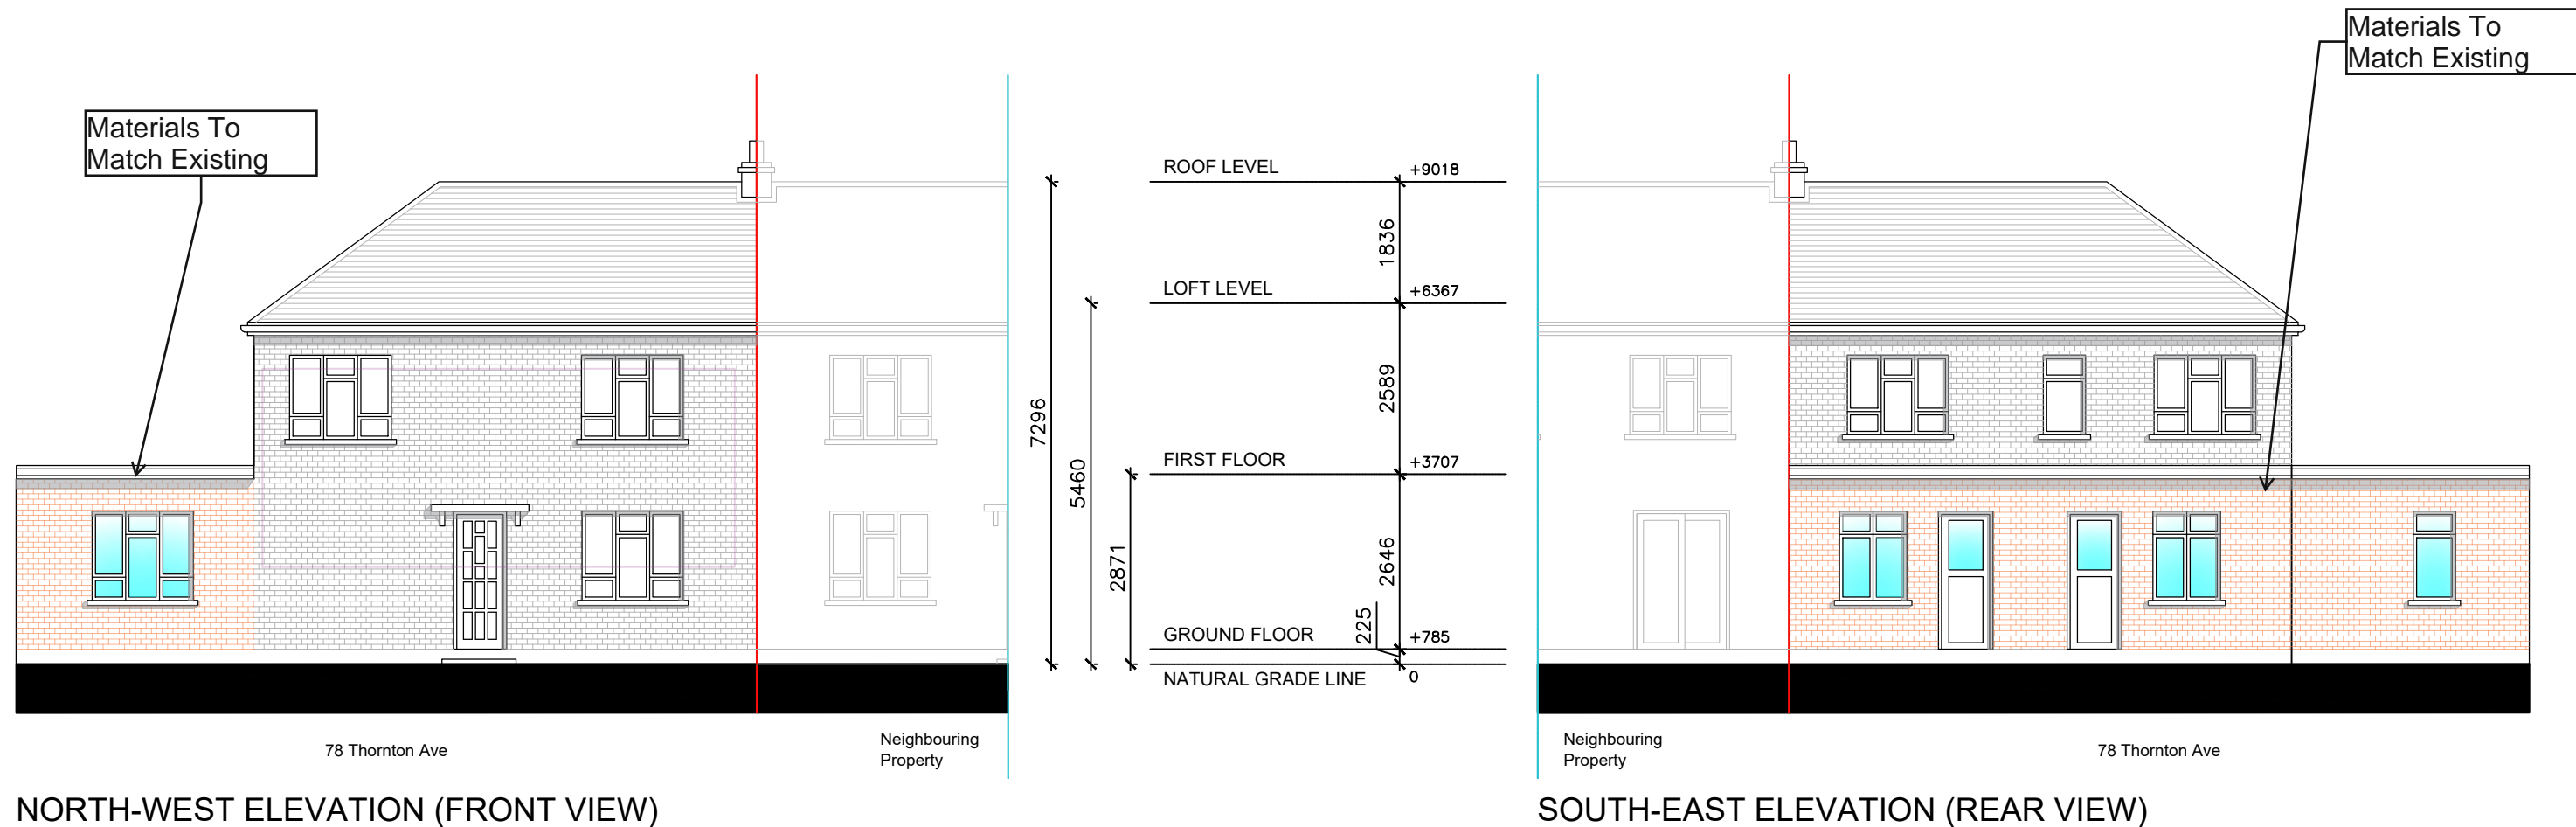 Materials To
Match Existing
Materials To
Match Existing
ROOF LEVEL
+9018
1836
LOFT LEVEL
+6367
2589
7296
5460
FIRST FLOOR
+3707
2871
2646
225
GROUND FLOOR
+785
NATURAL GRADE LINE
0
78 Thornton Ave
Neighbouring
Property
Neighbouring
Property
78 Thornton Ave
NORTH-WEST ELEVATION (FRONT VIEW)
SOUTH-EAST ELEVATION (REAR VIEW)